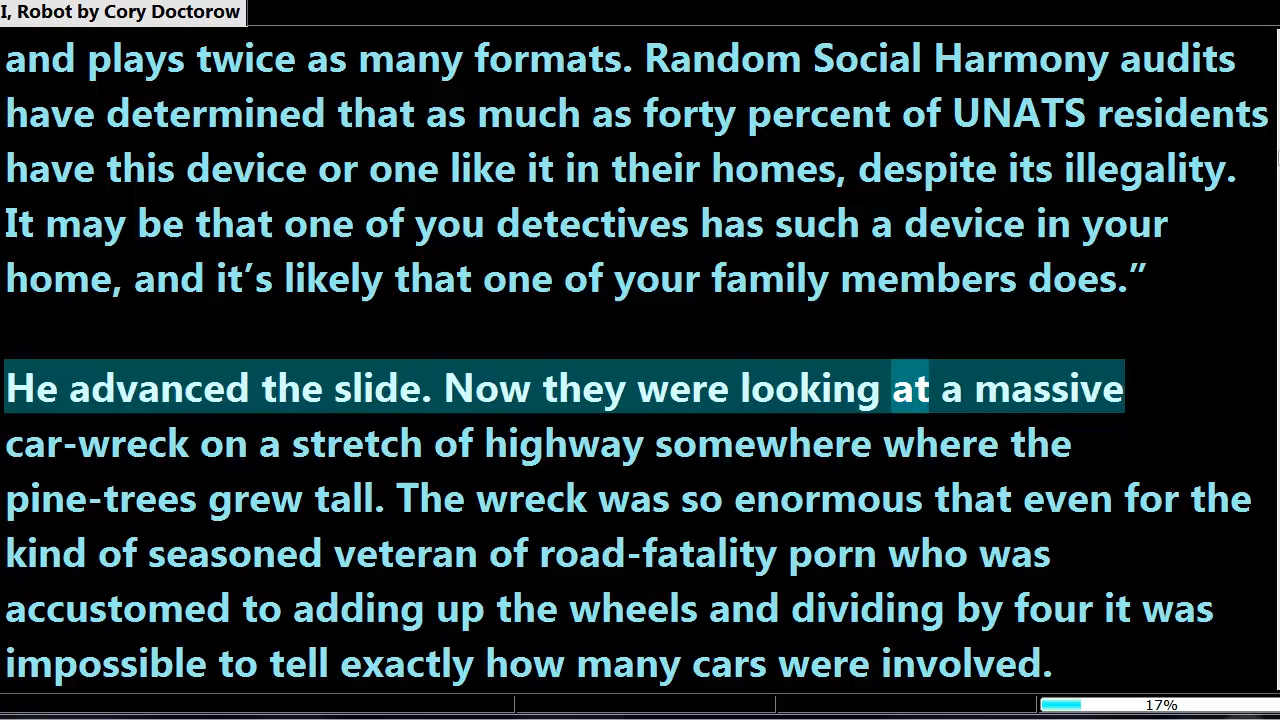 I, Robot by Cory Doctorow
and plays twice as many formats. Random Social Harmony audits
have determined that as much as forty percent of UNATS residents
have this device or one like it in their homes, despite its illegality.
It may be that one of you detectives has such a device in your
home, and it’s likely that one of your family members does.”
He advanced the slide. Now they were looking at a massive
car-wreck on a stretch of highway somewhere where the
pine-trees grew tall. The wreck was so enormous that even for the
kind of seasoned veteran of road-fatality porn who was
accustomed to adding up the wheels and dividing by four it was
impossible to tell exactly how many cars were involved.
17%